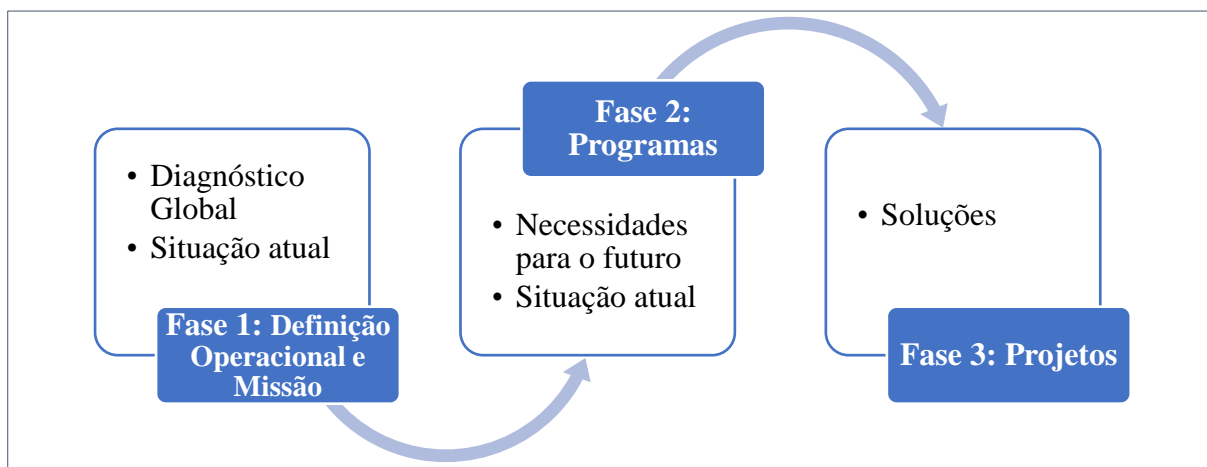 • Diagnóstico
Global
• Situação atual
Fase 1: Definição
Operacional e
Missão
Fase 2:
Programas
• Necessidades
para o futuro
• Situação atual
• Soluções
Fase 3: Projetos